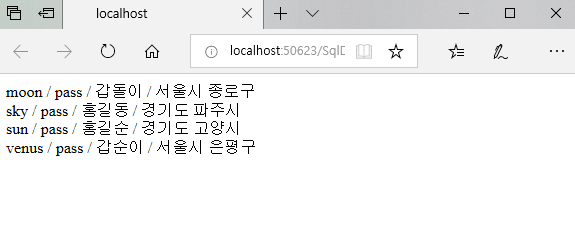 localhost
localhost:50623/SqlD
moon / pass / 갑돌이 / 서울시 종로구
sky / pass / 홍길동 / 경기도 파주시
sun / pass / 홍길순 / 경기도 고양시
venus / pass / 갑순이 / 서울시 은평구